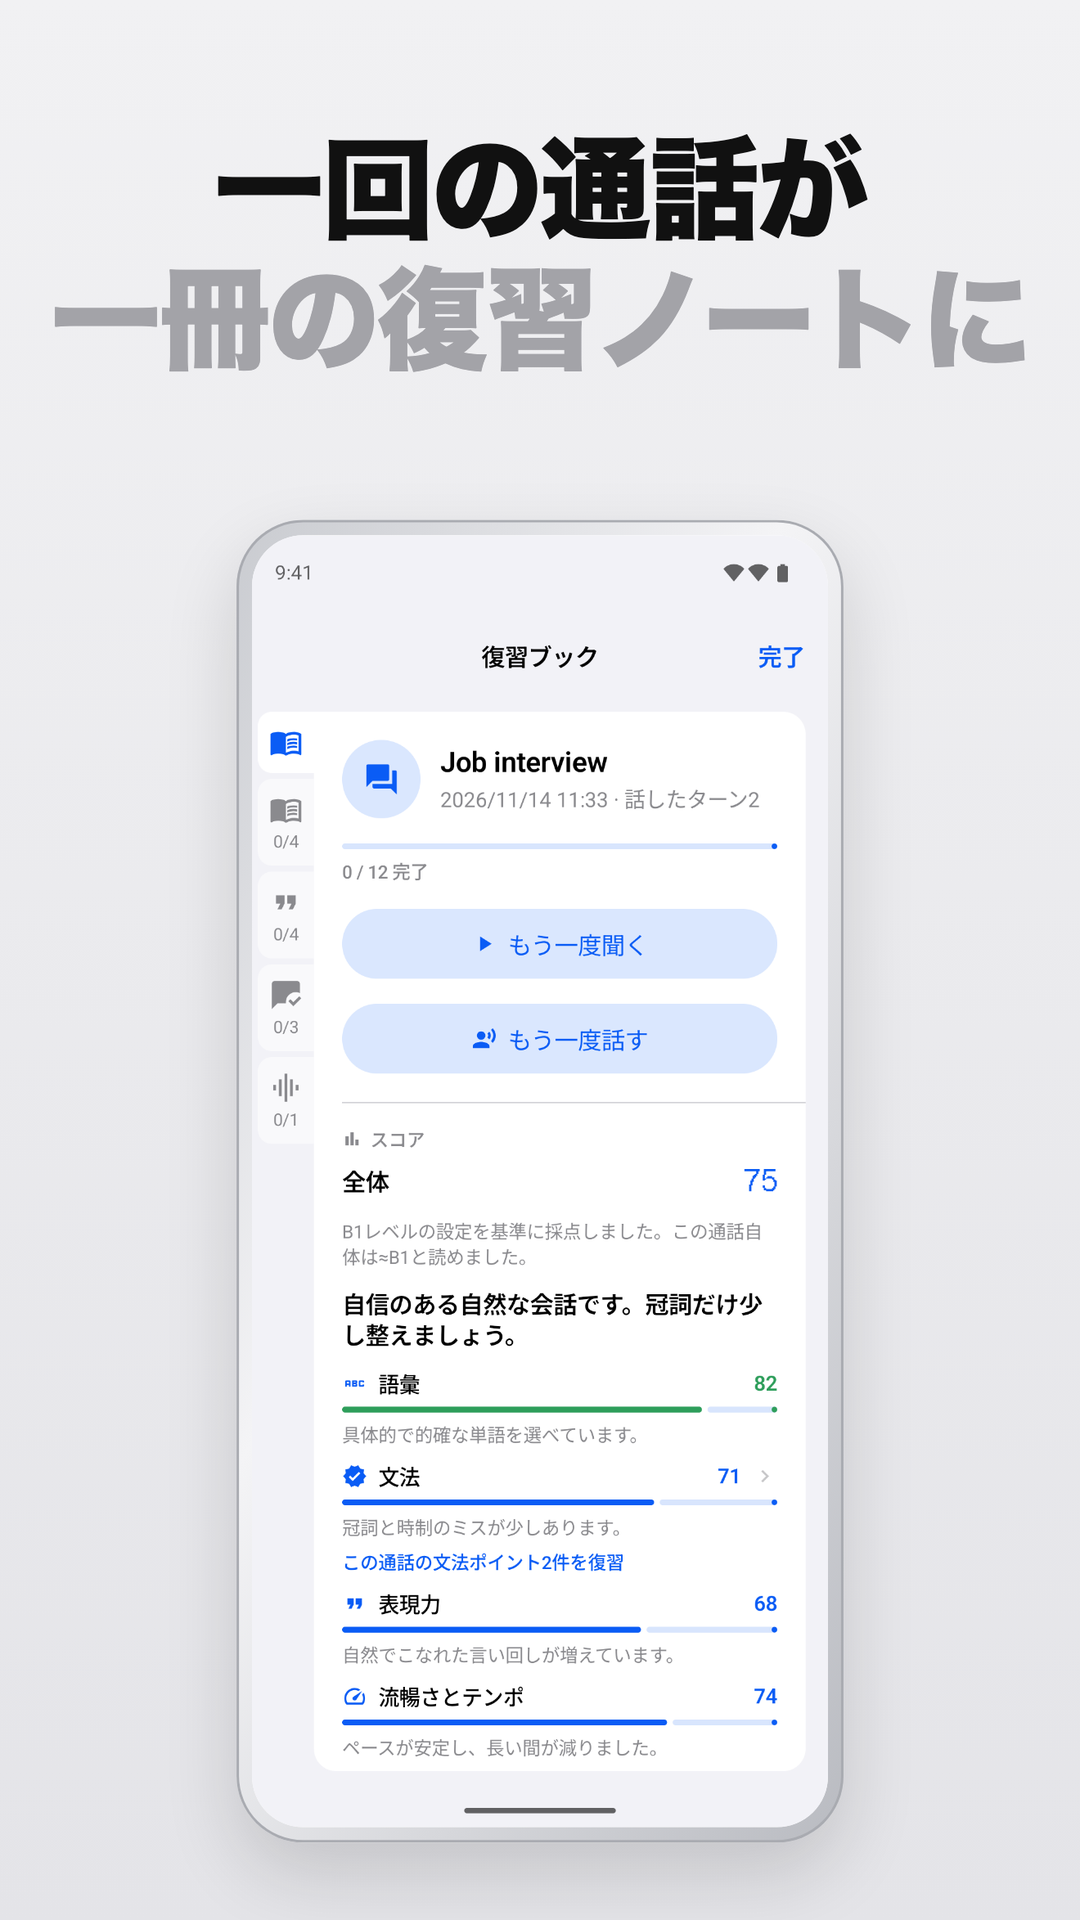 一回の通話が
一冊の復習ノートに
9:41
復習ブック
完了
Job interview
2026/11/14 11:33 · 話したターン2
0 / 12 完了
0/4
0/4
0/3
0/1
もう一度聞く
もう一度話す
スコア
全体
75
B1レベルの設定を基準に採点しました。この通話自
体は≈B1と読めました。
自信のある自然な会話です。冠詞だけ少
し整えましょう。
ABC 語彙
82
具体的で的確な単語を選べています。
文法
71
冠詞と時制のミスが少しあります。
この通話の文法ポイント2件を復習
表現力
68
自然でこなれた言い回しが増えています。
流暢さとテンポ
74
ペースが安定し、長い間が減りました。